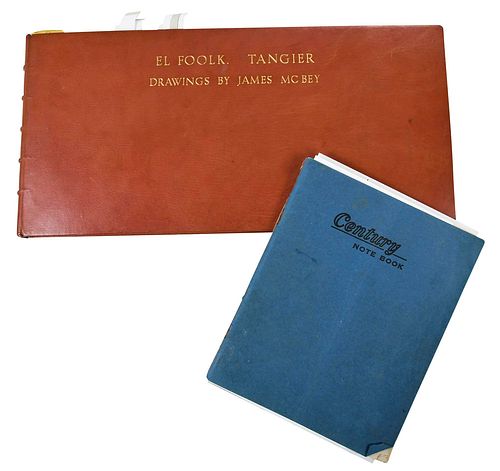 EL FOOLK. TANGIER
DRAWINGS BY JAMES MCBEY
Century
NOTE BOOK